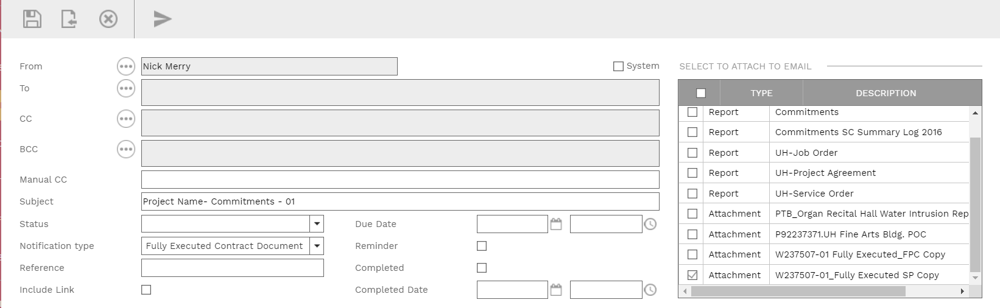 From
Nick Merry
System
To
CC
BCC
Manual CC
Subject
Project Name- Commitments - 01
Status
Due Date
Notification type
Fully Executed Contract Document
Reminder
Reference
Completed
Include Link
Completed Date
SELECT TO ATTACH TO EMAIL
TYPE DESCRIPTION
Report Commitments
Report Commitments SC Summary Log 2016
Report UH-Job Order
Report UH-Project Agreement
Report UH-Service Order
Attachment PTB_Organ Recital Hall Water Intrusion Rep
Attachment P92237371.UH Fine Arts Bldg. POC
Attachment W237507-01 Fully Executed_FPC Copy
Attachment W237507-01_Fully Executed SP Copy